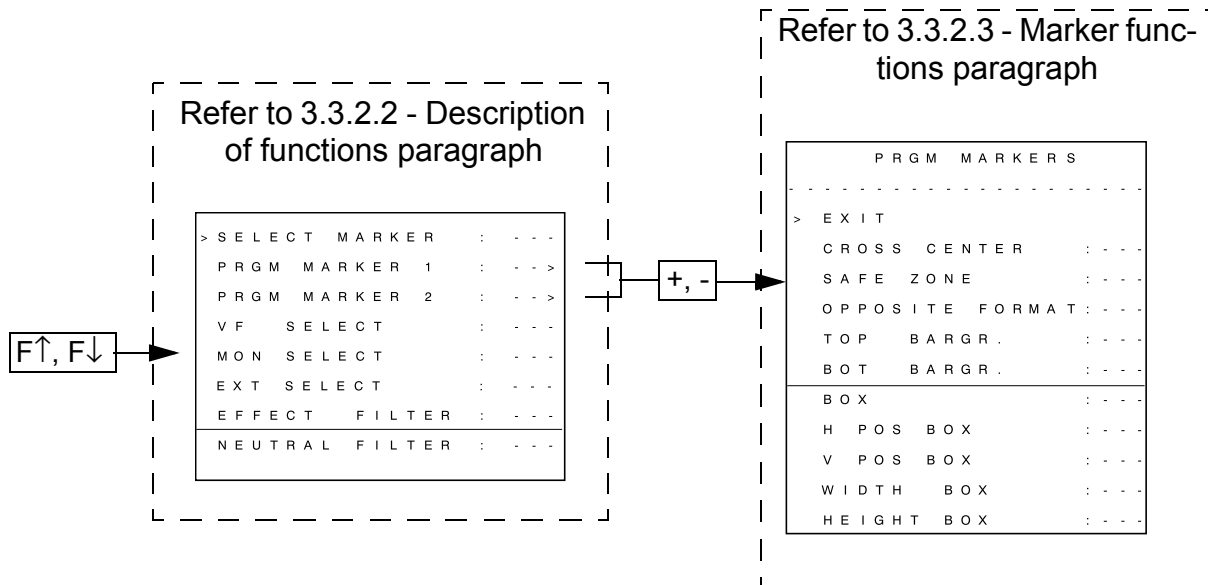 Refer to 3.3.2.3 - Marker func-
tions paragraph
Refer to 3.3.2.2 - Description
of functions paragraph
F↑, F↓
> SELECT MARKER : ---
PRGM MARKER 1 : -->
PRGM MARKER 2 : -->
VF SELECT : ---
MON SELECT : ---
EXT SELECT : ---
EFFECT FILTER : ---
NEUTRAL FILTER : ---
+, -
PRGM MARKERS
---------------------
> EXIT
CROSS CENTER : ---
SAFE ZONE : ---
OPPOSITE FORMAT: ---
TOP BARGR. : ---
BOT BARGR. : ---
BOX : ---
H POS BOX : ---
V POS BOX : ---
WIDTH BOX : ---
HEIGHT BOX : ---